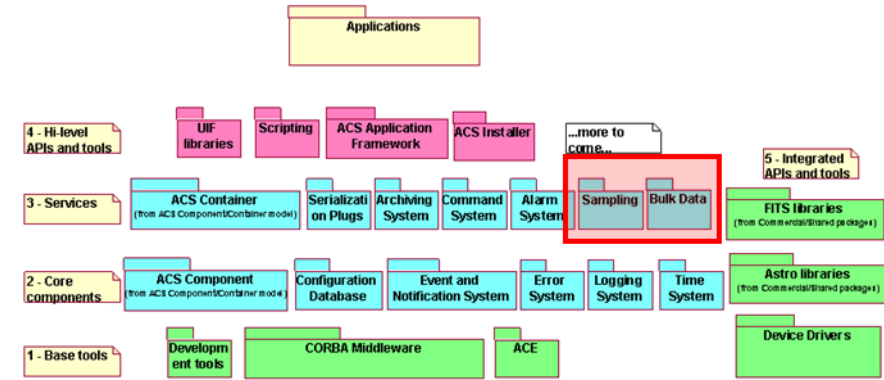 Applications
4 - Hi-level
APIs and tools
UIF
libraries
Scripting
ACS Application
Framework
ACS Installer
...more to
come...
5 - Integrated
APIs and tools
3 - Services
ACS Container
(from ACS Component/Container model)
Serializati
on Plugs
Archiving
System
Command
System
Alarm
System
Sampling
Bulk Data
FITS libraries
(from Commercial/Shared packages)
2 - Core
components
ACS Component
(from ACS Component/Container model)
Configuration
Database
Event and
Notification System
Error
System
Logging
System
Time
System
Astro libraries
(from Commercial/Shared packages)
1 - Base tools
Developm
ent tools
CORBA Middleware
ACE
Device Drivers